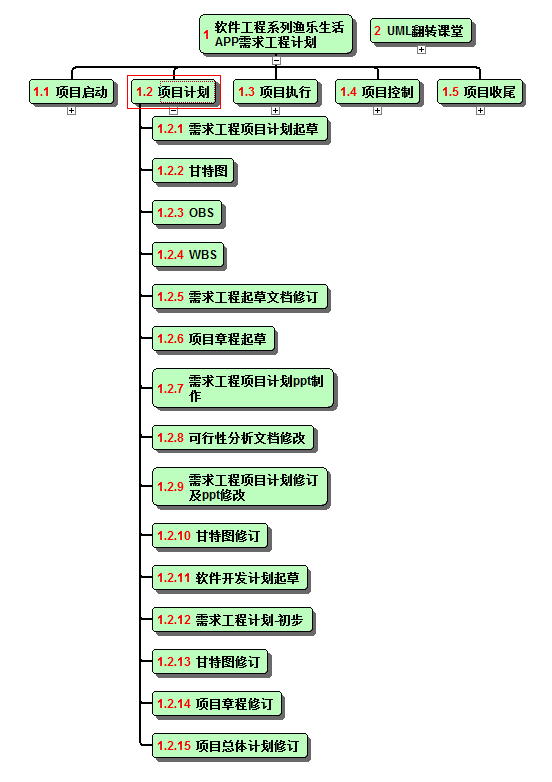 1 软件工程系列渔乐生活
APP需求工程计划
2 UML翻转课堂
1.1 项目启动
1.2 项目计划
1.3 项目执行
1.4 项目控制
1.5 项目收尾
1.2.1 需求工程项目计划起草
1.2.2 甘特图
1.2.3 OBS
1.2.4 WBS
1.2.5 需求工程起草文档修订
1.2.6 项目章程起草
1.2.7 需求工程项目计划ppt制
作
1.2.8 可行性分析文档修改
1.2.9 需求工程项目计划修订
及ppt修改
1.2.10 甘特图修订
1.2.11 软件开发计划起草
1.2.12 需求工程计划-初步
1.2.13 甘特图修订
1.2.14 项目章程修订
1.2.15 项目总体计划修订